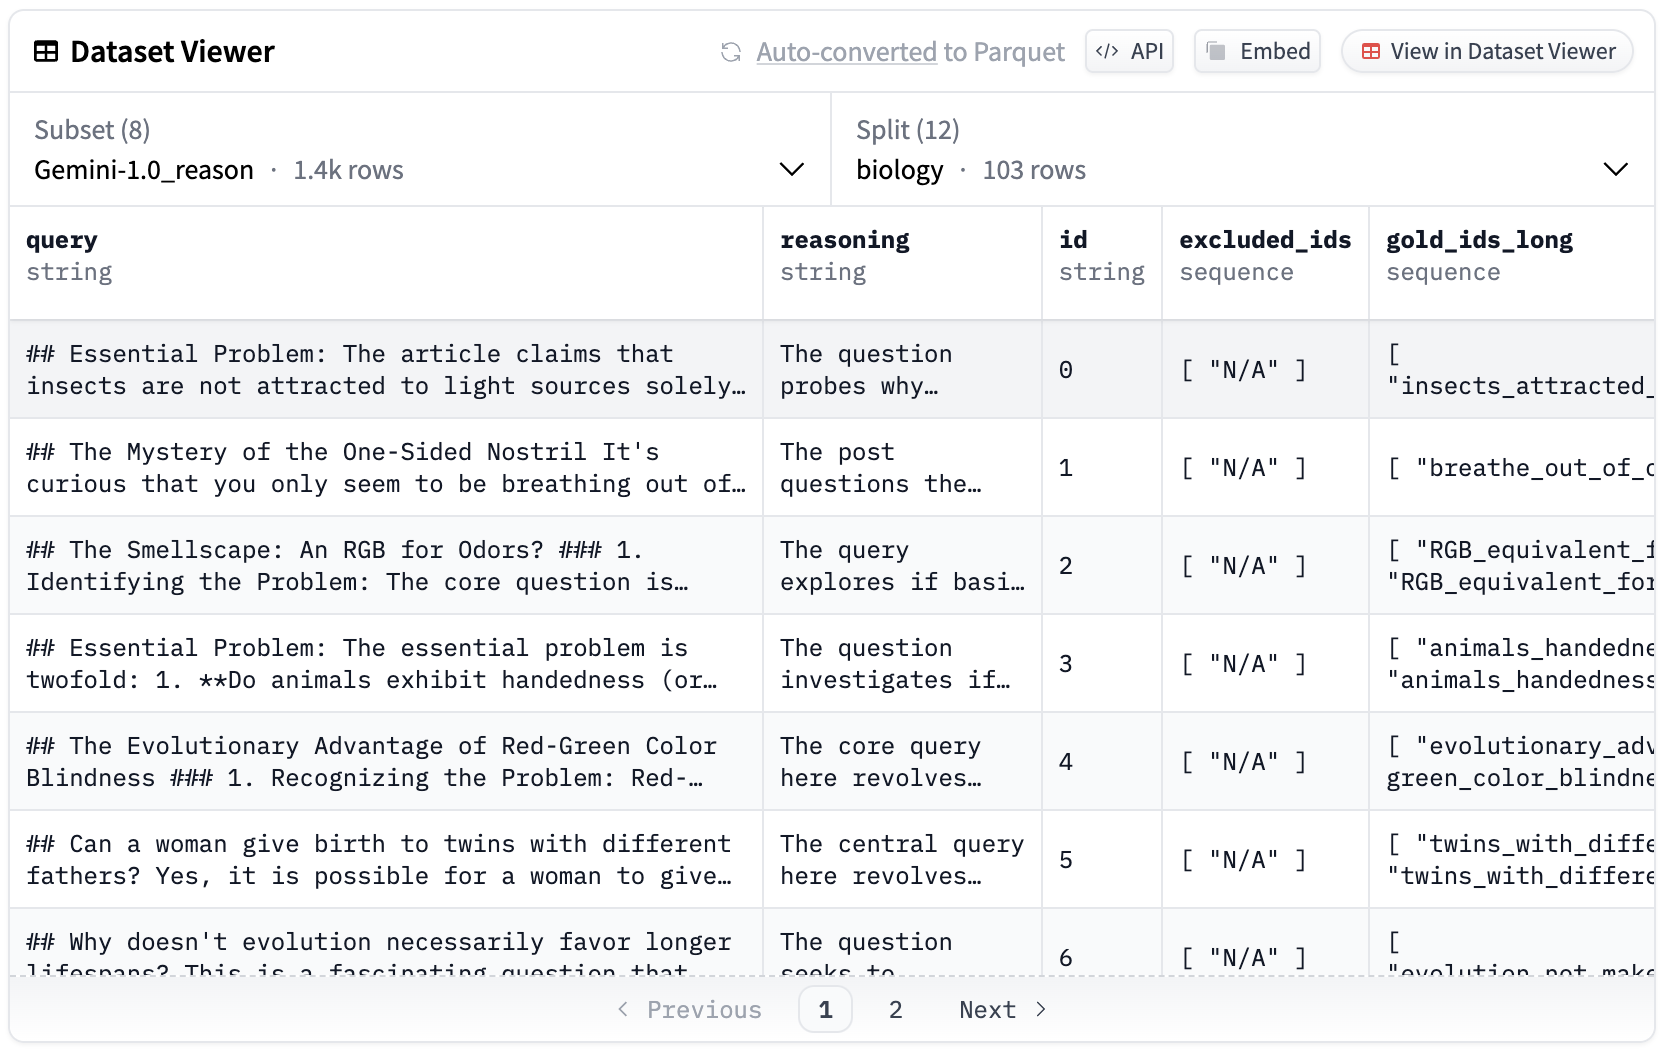 Dataset Viewer
Auto-converted to Parquet
</> API
Embed
View in Dataset Viewer
Subset (8)
Gemini-1.0_reason · 1.4k rows
Split (12)
biology · 103 rows
query
string
reasoning
string
id
string
excluded_ids
sequence
gold_ids_long
sequence
## Essential Problem: The article claims that
insects are not attracted to light sources solely…
The question
probes why…
0
[ "N/A" ]
[
"insects_attracted_
## The Mystery of the One-Sided Nostril It's
curious that you only seem to be breathing out of…
The post
questions the…
1
[ "N/A" ]
[ "breathe_out_of_
## The Smellscape: An RGB for Odors? ### 1.
Identifying the Problem: The core question is…
The query
explores if basi…
2
[ "N/A" ]
[ "RGB_equivalent_f
"RGB_equivalent_for
## Essential Problem: The essential problem is
twofold: 1. **Do animals exhibit handedness (or…
The question
investigates if…
3
[ "N/A" ]
[ "animals_handedne
"animals_handedness
## The Evolutionary Advantage of Red-Green Color
Blindness ### 1. Recognizing the Problem: Red-…
The core query
here revolves…
4
[ "N/A" ]
[ "evolutionary_adv
green_color_blindne
## Can a woman give birth to twins with different
fathers? Yes, it is possible for a woman to give…
The central query
here revolves…
5
[ "N/A" ]
[ "twins_with_diffe
"twins_with_differe
## Why doesn't evolution necessarily favor longer
lifespans? This is a fascinating question that
The question
seeks to
6
[ "N/A" ]
[
"evolution_not_make
Previous
1
2
Next